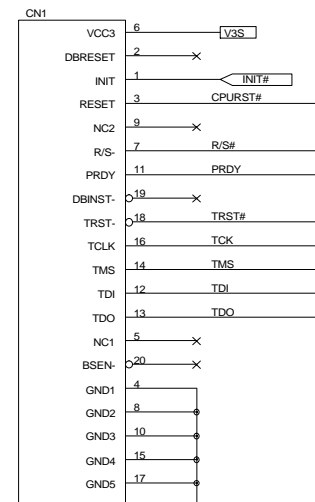 CN1
VCC3 6 V3S
DBRESET 2
INIT 1 INIT#
RESET 3 CPURST#
NC2 9
R/S- 7 R/S#
PRDY 11 PRDY
DBINST- 19
TRST- 18 TRST#
TCLK 16 TCK
TMS 14 TMS
TDI 12 TDI
TDO 13 TDO
NC1 5
BSEN- 20
GND1 4
GND2 8
GND3 10
GND4 15
GND5 17